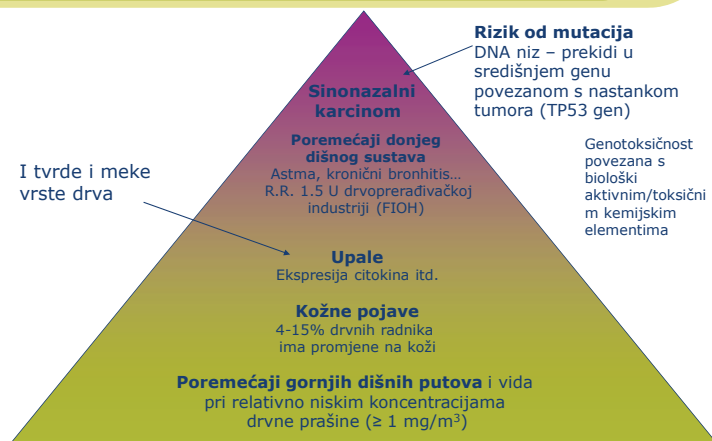 Rizik od mutacija
DNA niz – prekidi u
središnjem genu
povezanom s nastankom
tumora (TP53 gen)
Sinonazalni
karcinom
Genotoksičnost
povezana s
biološki
aktivnim/toksični
m kemijskim
elementima
Poremećaji donjeg
dišnog sustava
Astma, kronični bronhitis…
R.R. 1.5 U drvoprerađivačkoj
industriji (FIOH)
I tvrde i meke
vrste drva
Upale
Ekspresija citokina itd.
Kožne pojave
4-15% drvnih radnika
ima promjene na koži
Poremećaji gornjih dišnih putova i vida
pri relativno niskim koncentracijama
drvne prašine (≥ 1 mg/m³)